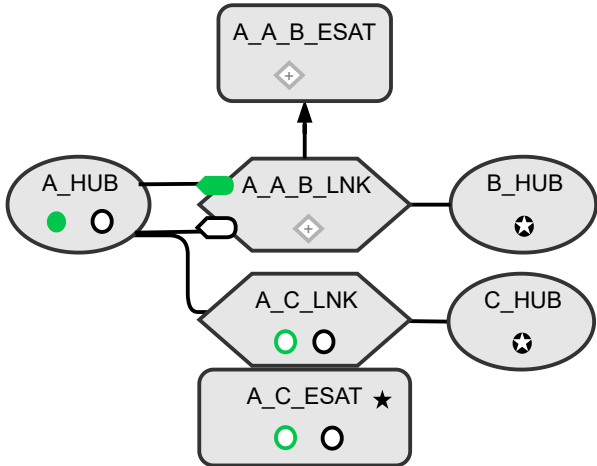 A_A_B_ESAT
A_HUB
A_A_B_LNK
B_HUB
A_C_LNK
C_HUB
A_C_ESAT